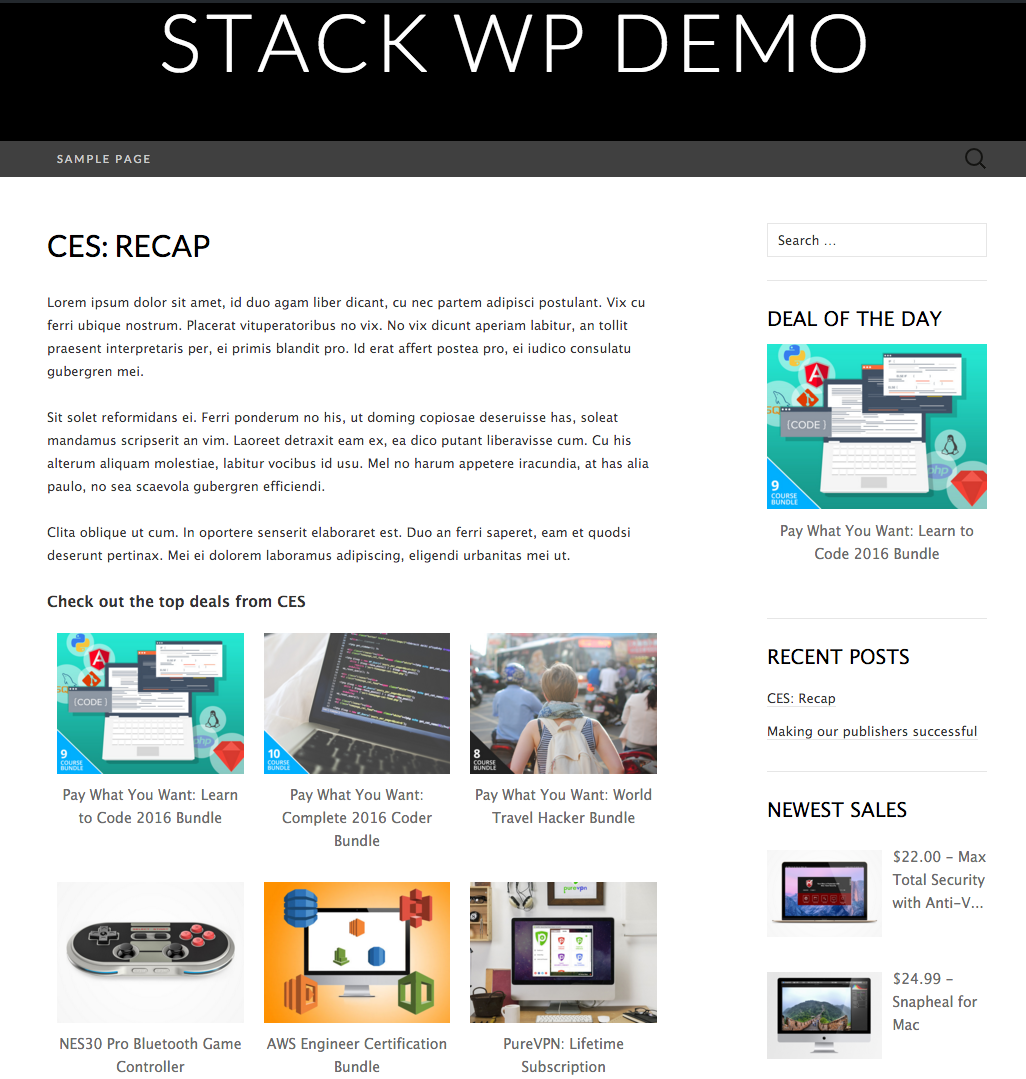 STACK WP DEMO
SAMPLE PAGE
CES: RECAP
Lorem ipsum dolor sit amet, id duo agam liber dicant, cu nec partem adipisci postulant. Vix cu
ferri ubique nostrum. Placerat vituperatoribus no vix. No vix dicunt aperiam labitur, an tollit
praesent interpretaris per, ei primis blandit pro. Id erat affert postea pro, ei iudico consulatu
gubergren mei.
Sit solet reformidans ei. Ferri ponderum no his, ut doming copiosae deseruisse has, soleat
mandamus scripserit an vim. Laoreet detraxit eam ex, ea dico putant liberavisse cum. Cu his
alterum aliquam molestiae, labitur vocibus id usu. Mel no harum appetere iracundia, at has alia
paulo, no sea scaevola gubergren efficiendi.
Clita oblique ut cum. In oportere senserit elaboraret est. Duo an ferri saperet, eam et quodsi
deserunt pertinax. Mei ei dolorem laboramus adipiscing, eligendi urbanitas mei ut.
Check out the top deals from CES
{CODE}
9
COURSE
BUNDLE
Pay What You Want: Learn
to Code 2016 Bundle
10
COURSE
BUNDLE
Pay What You Want:
Complete 2016 Coder
Bundle
8
COURSE
BUNDLE
Pay What You Want: World
Travel Hacker Bundle
NES30 Pro Bluetooth Game
Controller
AWS Engineer Certification
Bundle
purevpn
PureVPN: Lifetime
Subscription
Search ...
DEAL OF THE DAY
{CODE}
php
9
COURSE
BUNDLE
Pay What You Want: Learn to
Code 2016 Bundle
RECENT POSTS
CES: Recap
Making our publishers successful
NEWEST SALES
$22.00 – Max
Total Security
with Anti-V...
$24.99 –
Snapheal for
Mac